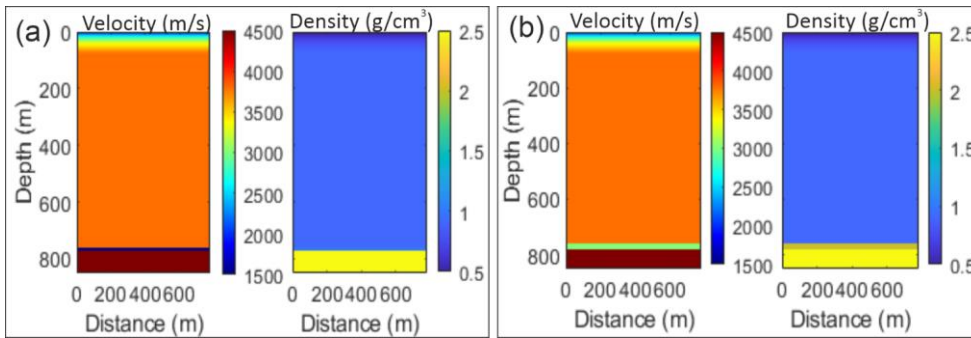 (a) Velocity (m/s) Density (g/cm³) (b) Velocity (m/s) Density (g/cm³)
0 4500 2.5 0 4500 2.5
200 4000 2 200 4000 2
3500 3500
400 400
3000 1.5 3000 1.5
600 2500 600 2500
1 1
2000 2000
800 800
1500 0.5 1500 0.5
0 200 400 600 0 200 400 600 0 200 400 600 0 200 400 600
Distance (m) Distance (m) Distance (m) Distance (m)
Depth (m) Depth (m)